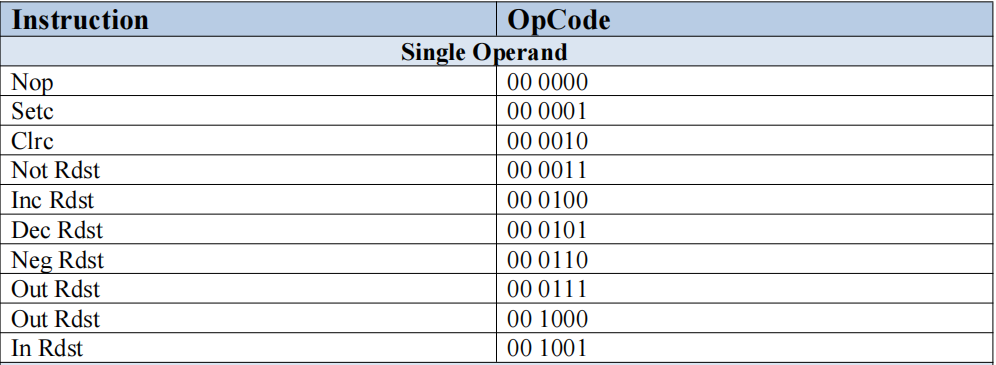 Instruction OpCode
Single Operand
Nop 00 0000
Setc 00 0001
Clrc 00 0010
Not Rdst 00 0011
Inc Rdst 00 0100
Dec Rdst 00 0101
Neg Rdst 00 0110
Out Rdst 00 0111
Out Rdst 00 1000
In Rdst 00 1001